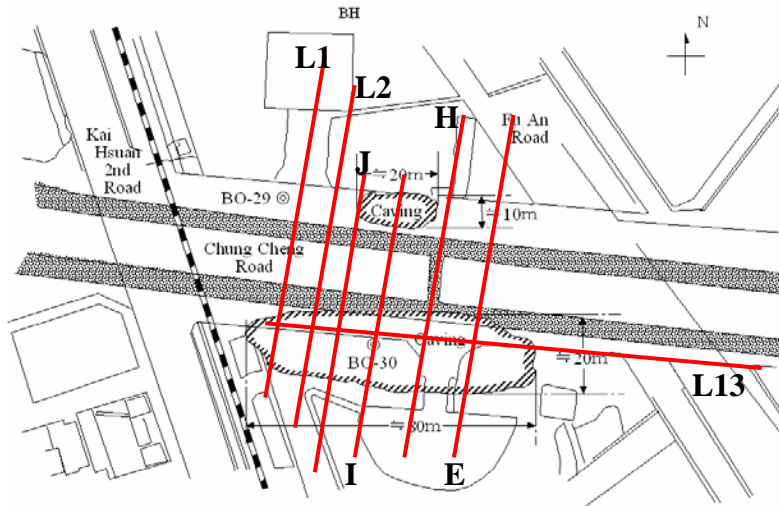 BH
N
L1
L2
H
Fu An
Road
Kai
Hsuan
2nd
Road
J
≒20m
BO-29
Caving
≒10m
Chung Cheng
Road
Caving
BO-30
≒20m
L13
≒80m
I
E